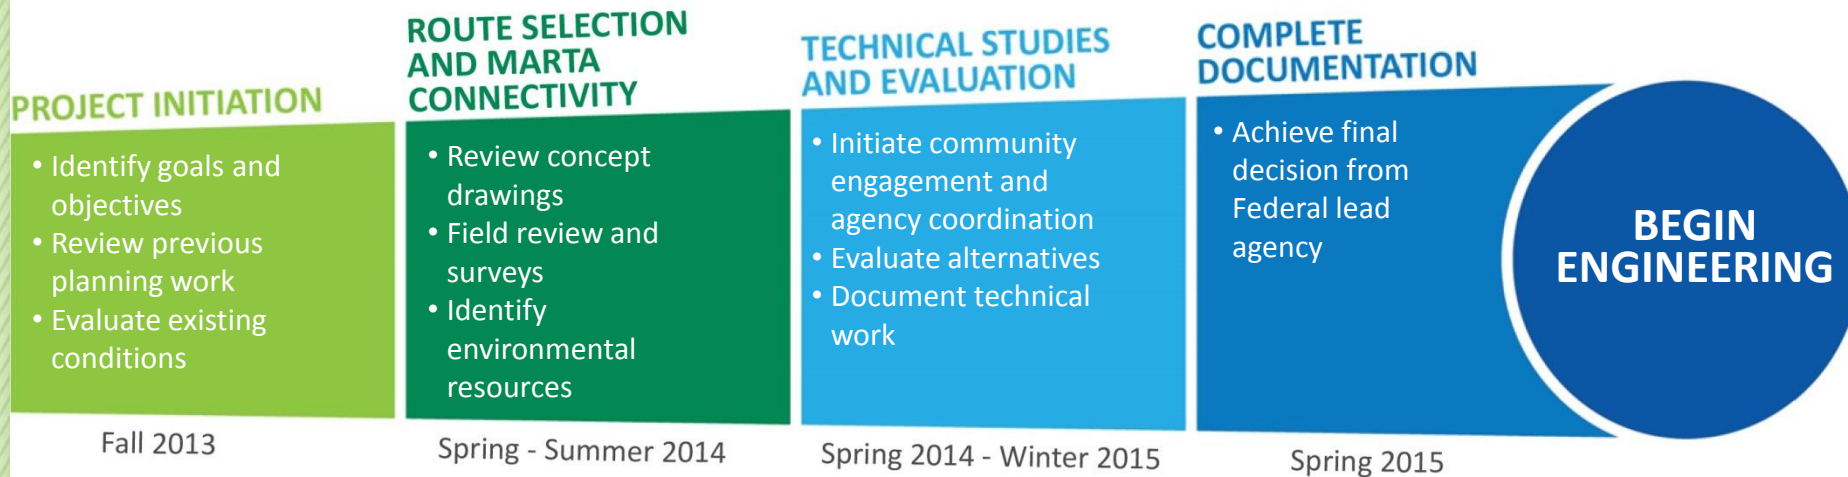 PROJECT INITIATION
• Identify goals and
objectives
• Review previous
planning work
• Evaluate existing
conditions
Fall 2013
ROUTE SELECTION
AND MARTA
CONNECTIVITY
• Review concept
drawings
• Field review and
surveys
• Identify
environmental
resources
Spring - Summer 2014
TECHNICAL STUDIES
AND EVALUATION
• Initiate community
engagement and
agency coordination
• Evaluate alternatives
• Document technical
work
Spring 2014 - Winter 2015
COMPLETE
DOCUMENTATION
• Achieve final
decision from
Federal lead
agency
Spring 2015
BEGIN
ENGINEERING